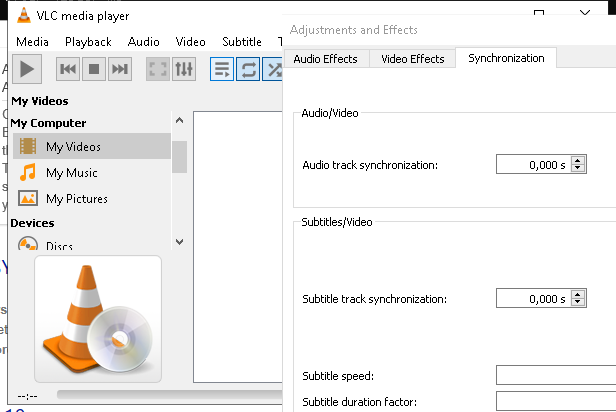 VLC media player
Media Playback Audio Video Subtitle
My Videos
My Computer
My Videos
My Music
My Pictures
Devices
Discs
--:--
Adjustments and Effects
Audio Effects Video Effects Synchronization
Audio/Video
Audio track synchronization: 0,000 s
Subtitles/Video
Subtitle track synchronization: 0,000 s
Subtitle speed:
Subtitle duration factor: